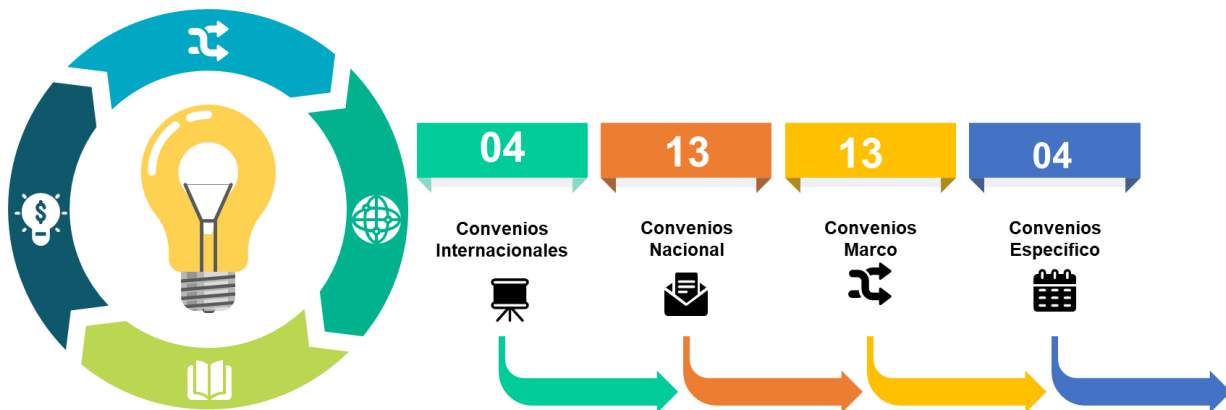 04
13
13
04
Convenios
Internacionales
Convenios
Nacional
Convenios
Marco
Convenios
Especifico
$